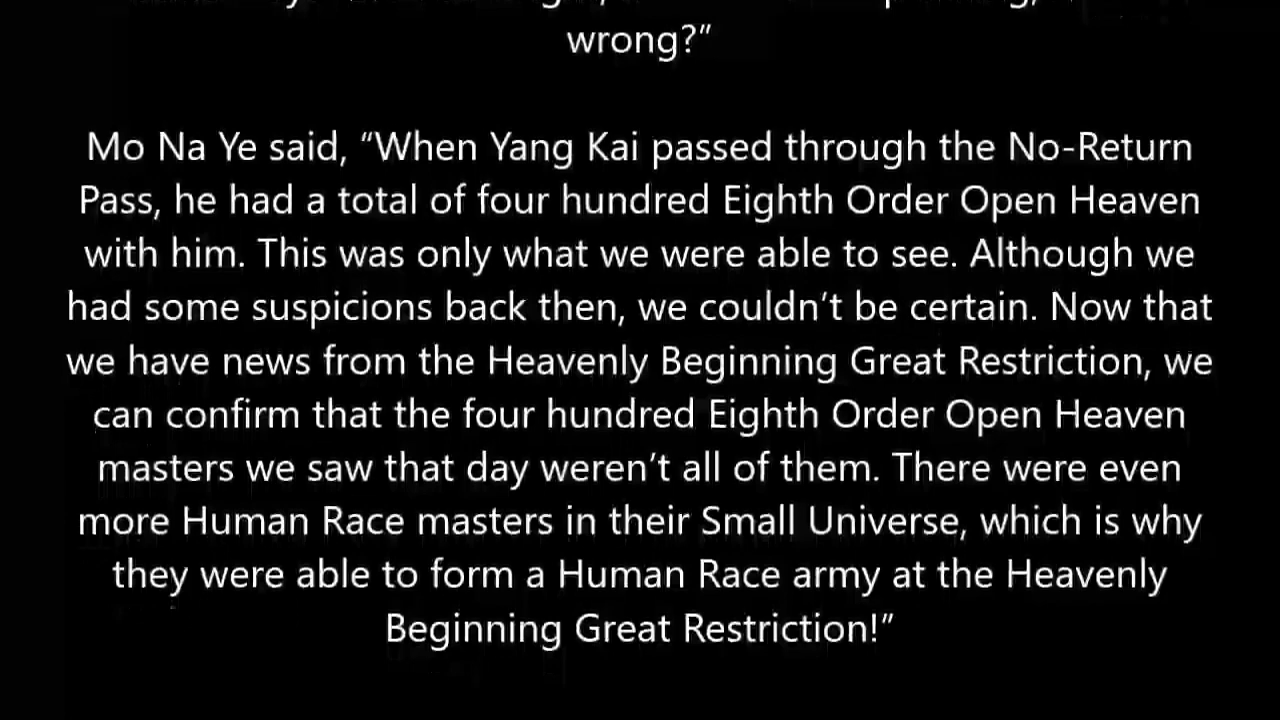 wrong?”
Mo Na Ye said, “When Yang Kai passed through the No-Return
Pass, he had a total of four hundred Eighth Order Open Heaven
with him. This was only what we were able to see. Although we
had some suspicions back then, we couldn’t be certain. Now that
we have news from the Heavenly Beginning Great Restriction, we
can confirm that the four hundred Eighth Order Open Heaven
masters we saw that day weren’t all of them. There were even
more Human Race masters in their Small Universe, which is why
they were able to form a Human Race army at the Heavenly
Beginning Great Restriction!”